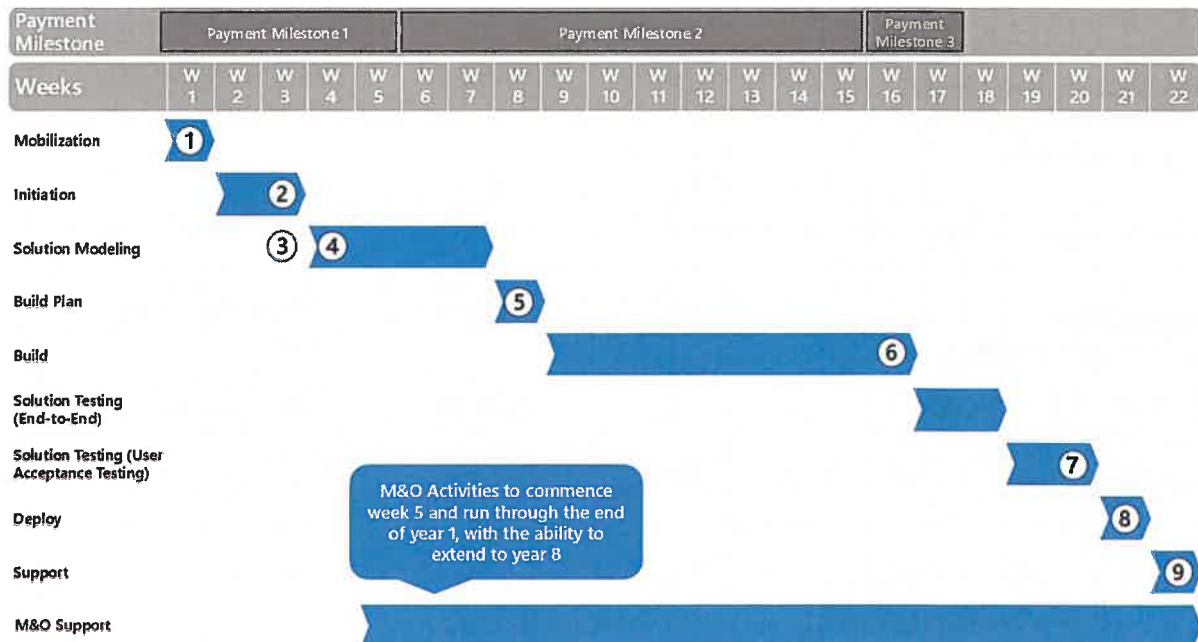 Payment
Milestone
Payment Milestone 1
Payment Milestone 2
Payment
Milestone 3
Weeks
W W W W W W W W W W W W W W W W W W W W W W
1 2 3 4 5 6 7 8 9 10 11 12 13 14 15 16 17 18 19 20 21 22
Mobilization
1
Initiation
2
Solution Modeling
3
4
Build Plan
5
Build
6
Solution Testing
(End-to-End)
Solution Testing (User
Acceptance Testing)
7
M&O Activities to commence
week 5 and run through the end
of year 1, with the ability to
extend to year 8
Deploy
8
Support
9
M&O Support